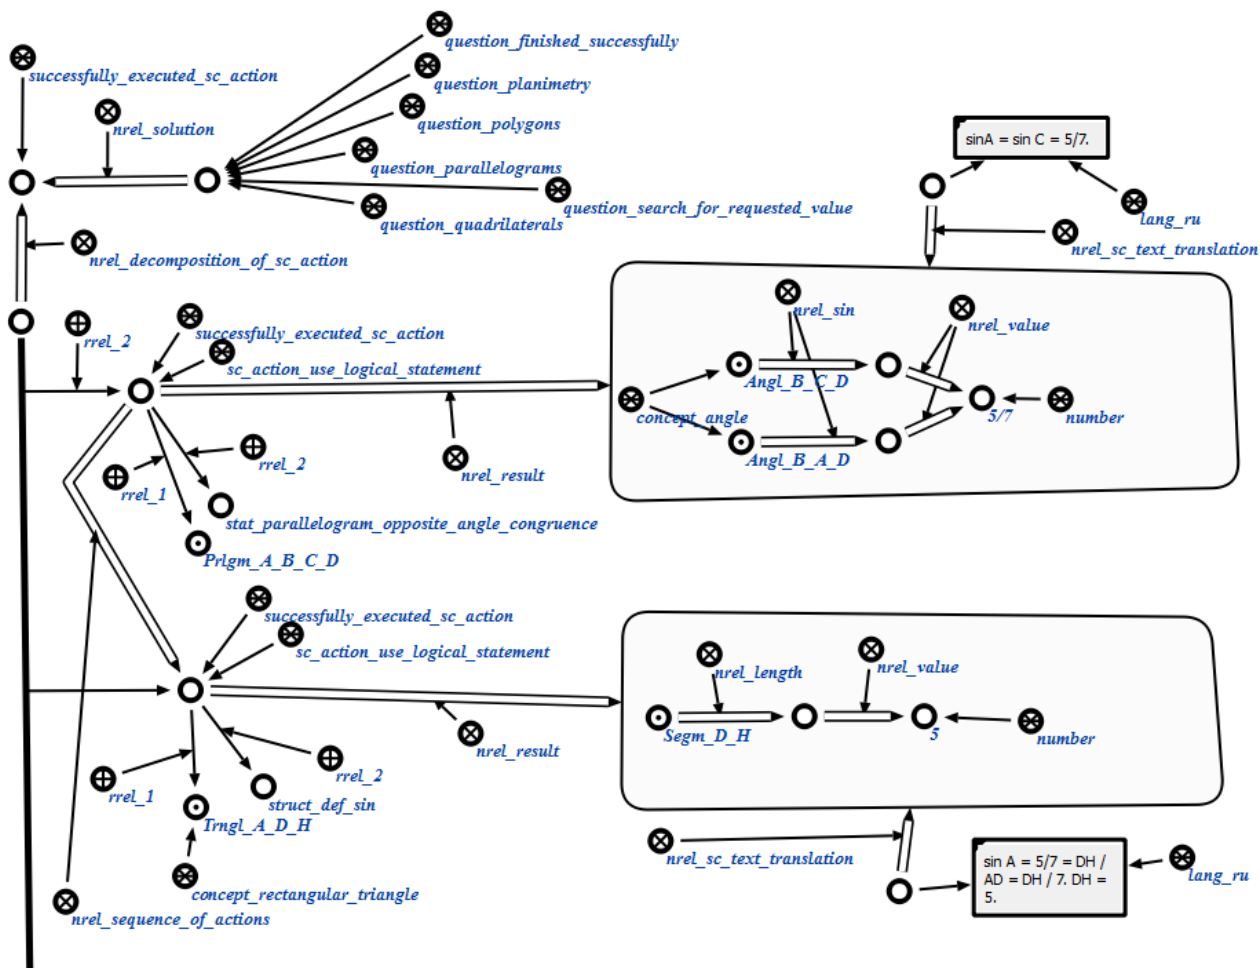 question_finished_successfully
successfully_executed_sc_action
question_planimetry
nrel_solution
question_polygons
sinA = sin C = 5/7.
question_parallelograms
question_search_for_requested_value
lang_ru
question_quadrilaterals
nrel_sc_text_translation
nrel_decomposition_of_sc_action
nrel_sin
nrel_value
rrel_2
successfully_executed_sc_action
sc_action_use_logical_statement
Angl_B_C_D
concept_angle
5/7
number
Angl_B_A_D
rrel_2
nrel_result
rrel_1
stat_parallelogram_opposite_angle_congruence
Prlgm_A_B_C_D
successfully_executed_sc_action
sc_action_use_logical_statement
nrel_length
nrel_value
Segm_D_H
5
number
nrel_result
rrel_2
rrel_1
struct_def_sin
Trngl_A_D_H
nrel_sc_text_translation
sin A = 5/7 = DH /
AD = DH / 7. DH =
5.
lang_ru
concept_rectangular_triangle
nrel_sequence_of_actions